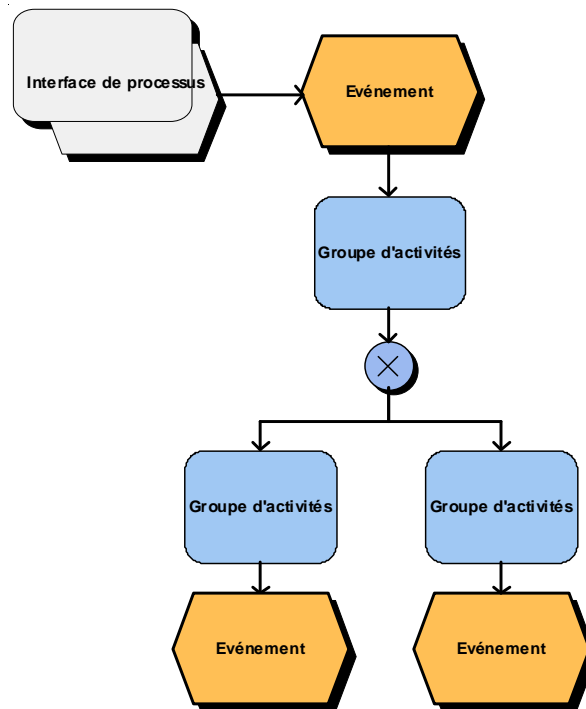 Interface de processus
Evénement
Groupe d'activités
Groupe d'activités
Groupe d'activités
Evénement
Evénement